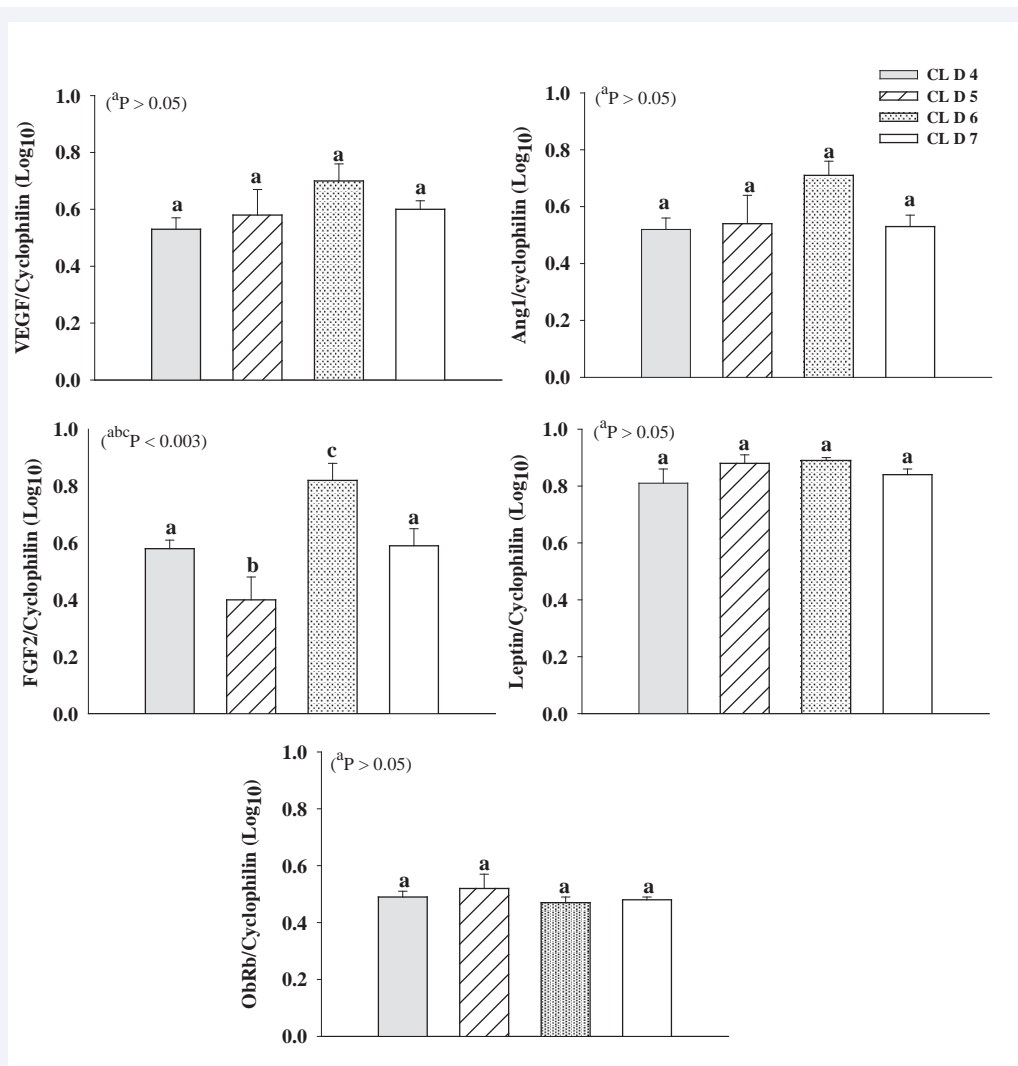 CL D 4
CL D 5
CL D 6
CL D 7
(aP > 0.05)
VEGF/Cyclophilin (Log10)
1.0
0.8
0.6
0.4
0.2
0.0
a
a
a
a
(aP > 0.05)
Ang1/cyclophilin (Log10)
1.0
0.8
0.6
0.4
0.2
0.0
a
a
a
a
(abcP < 0.003)
FGF2/Cyclophilin (Log10)
1.0
0.8
0.6
0.4
0.2
0.0
a
b
c
a
(aP > 0.05)
Leptin/Cyclophilin (Log10)
1.0
0.8
0.6
0.4
0.2
0.0
a
a
a
a
(aP > 0.05)
ObRb/Cyclophilin (Log10)
1.0
0.8
0.6
0.4
0.2
0.0
a
a
a
a